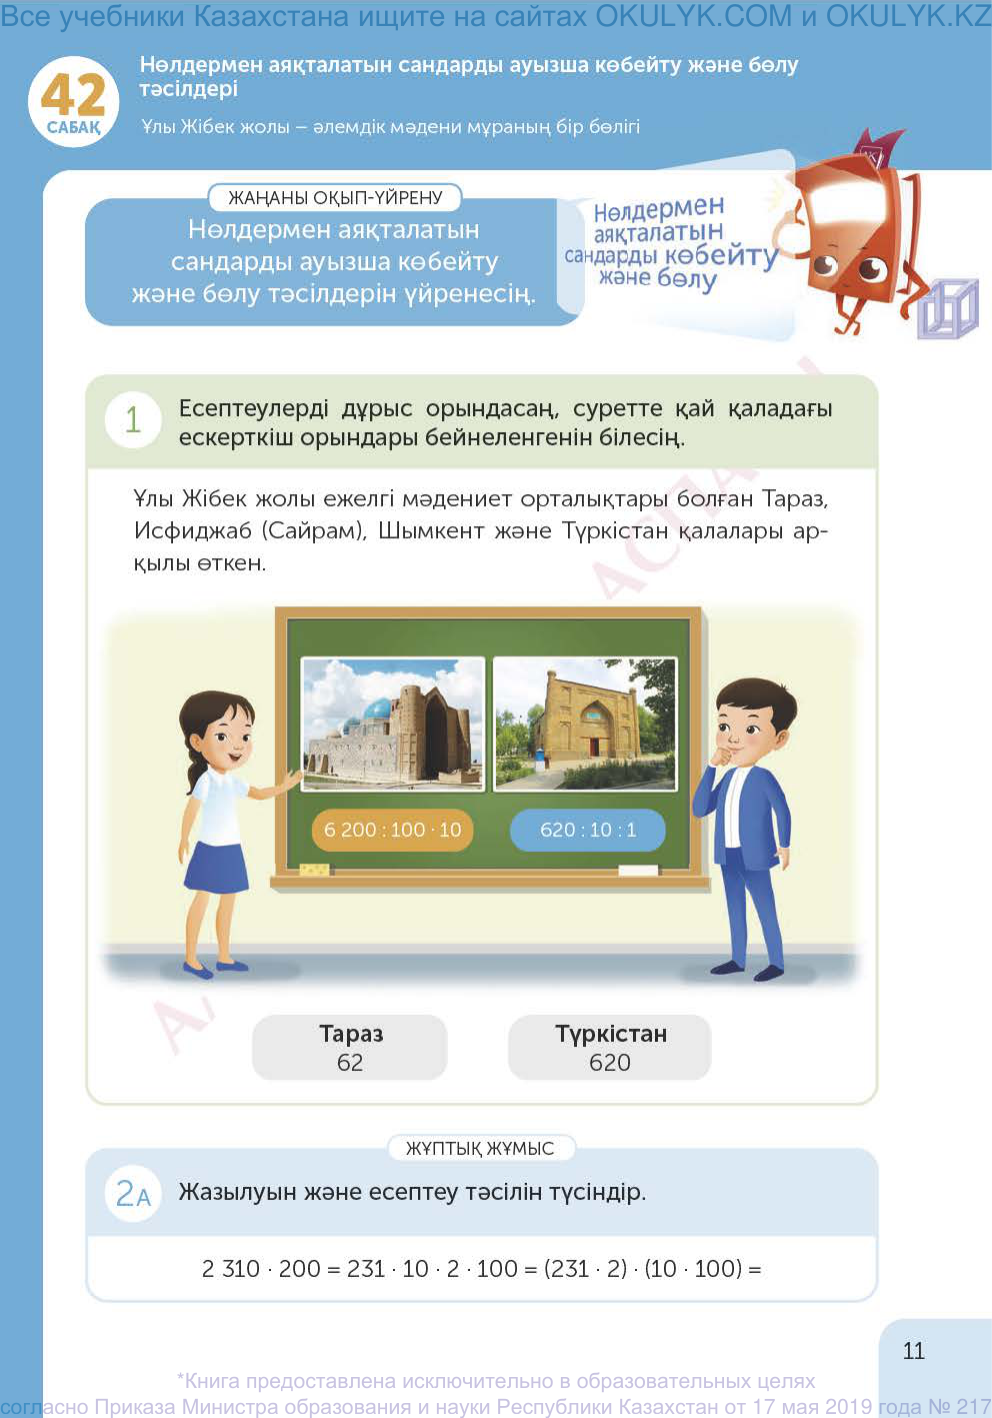 Все учебники Казахстана ищите на сайтах OKULYK.COM и OKULYK.KZ
42
САБАҚ
Нөлдермен аяқталатын сандарды ауызша көбейту және бөлу
тәсілдері
Ұлы Жібек жолы – әлемдік мәдени мұраның бір бөлігі
ЖАҢАНЫ ОҚЫП-ҮЙРЕНУ
Нөлдермен аяқталатын
сандарды ауызша көбейту
және бөлу тәсілдерін үйренесің.
Нөлдермен
аяқталатын
сандарды көбейту
және бөлу
1
Есептеулерді дұрыс орындасаң, суретте қай қаладағы
ескерткіш орындары бейнеленгенін білесің.
Ұлы Жібек жолы ежелгі мәдениет орталықтары болған Тараз,
Исфиджаб (Сайрам), Шымкент және Түркістан қалалары ар-
қылы өткен.
6 200 : 100 · 10
620 : 10 : 1
Тараз
62
Түркістан
620
ЖҰПТЫҚ ЖҰМЫС
2А
Жазылуын және есептеу тәсілін түсіндір.
2 310 · 200 = 231 · 10 · 2 · 100 = (231 · 2) · (10 · 100) =
11
*Книга предоставлена исключительно в образовательных целях
согласно Приказа Министра образования и науки Республики Казахстан от 17 мая 2019 года № 217